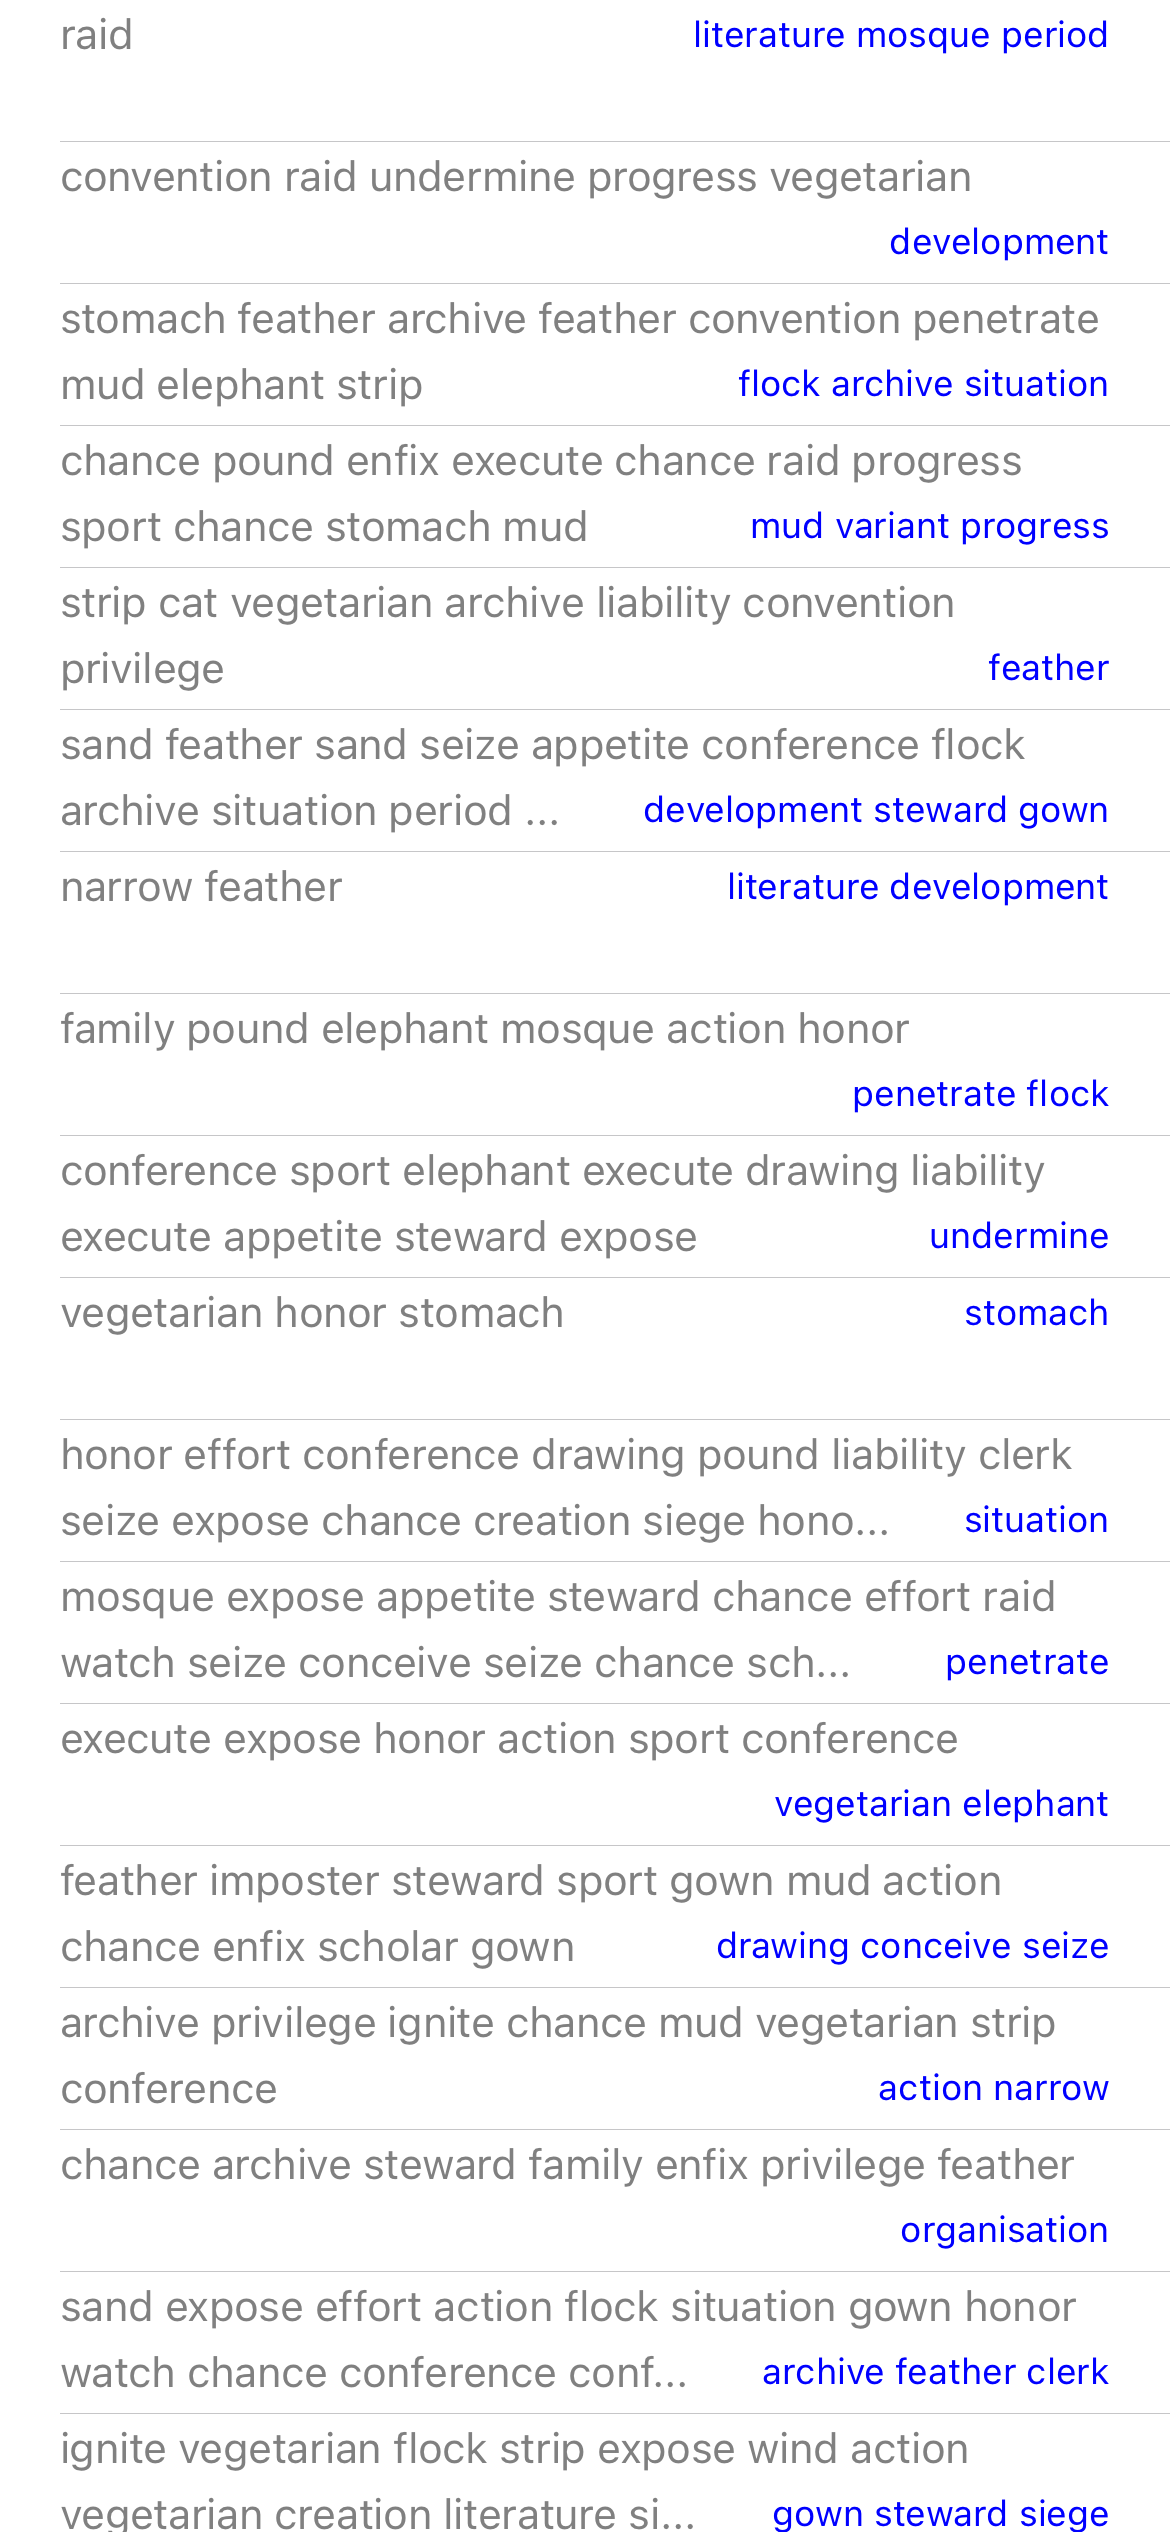 raid literature mosque period
convention raid undermine progress vegetarian
development
stomach feather archive feather convention penetrate
mud elephant strip flock archive situation
chance pound enfix execute chance raid progress
sport chance stomach mud mud variant progress
strip cat vegetarian archive liability convention
privilege feather
sand feather sand seize appetite conference flock
archive situation period ... development steward gown
narrow feather literature development
family pound elephant mosque action honor
penetrate flock
conference sport elephant execute drawing liability
execute appetite steward expose undermine
vegetarian honor stomach stomach
honor effort conference drawing pound liability clerk
seize expose chance creation siege hono... situation
mosque expose appetite steward chance effort raid
watch seize conceive seize chance sch... penetrate
execute expose honor action sport conference
vegetarian elephant
feather imposter steward sport gown mud action
chance enfix scholar gown drawing conceive seize
archive privilege ignite chance mud vegetarian strip
conference action narrow
chance archive steward family enfix privilege feather
organisation
sand expose effort action flock situation gown honor
watch chance conference conf... archive feather clerk
ignite vegetarian flock strip expose wind action
vegetarian creation literature si... gown steward siege